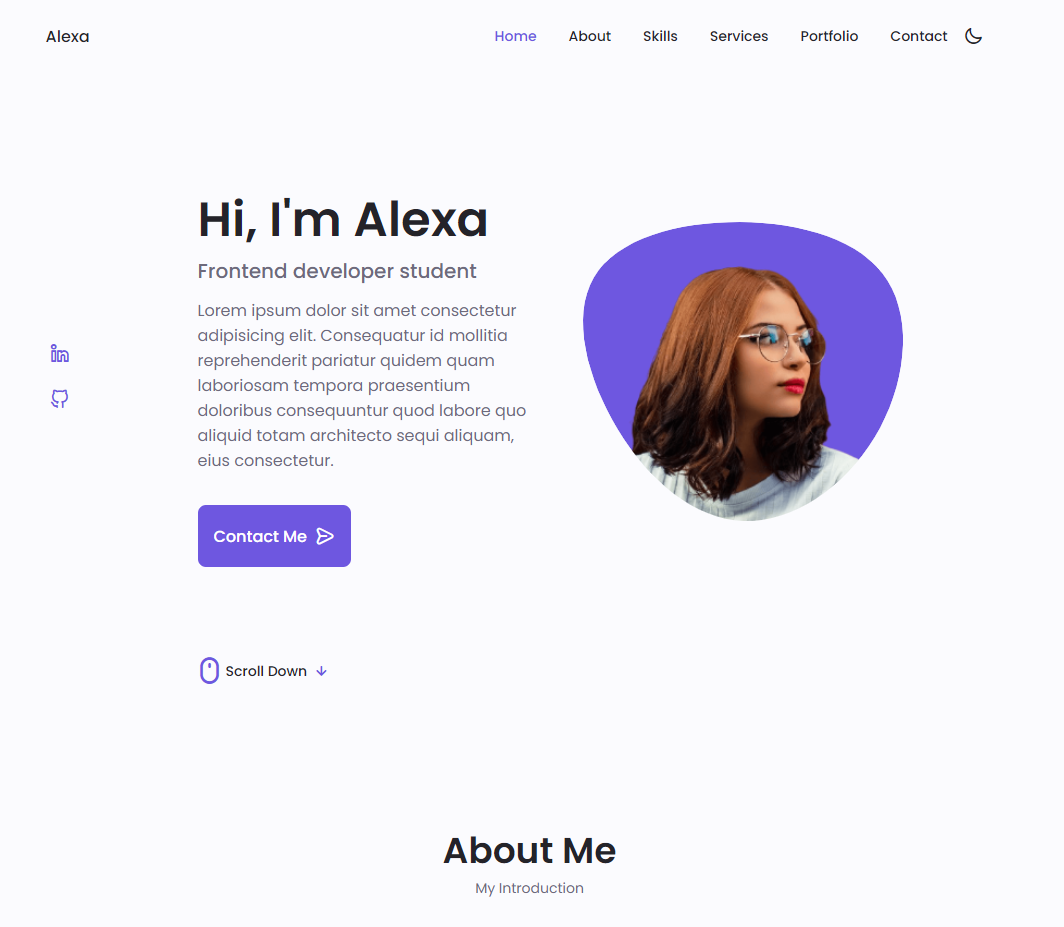 Alexa
Home About Skills Services Portfolio Contact
Hi, I'm Alexa
Frontend developer student
Lorem ipsum dolor sit amet consectetur
adipisicing elit. Consequatur id mollitia
reprehenderit pariatur quidem quam
laboriosam tempora praesentium
doloribus consequuntur quod labore quo
aliquid totam architecto sequi aliquam,
eius consectetur.
Contact Me
Scroll Down
About Me
My Introduction